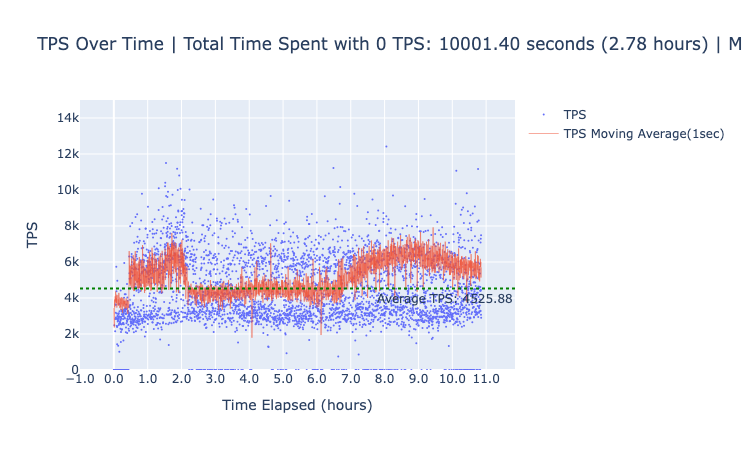 TPS Over Time | Total Time Spent with 0 TPS: 10001.40 seconds (2.78 hours) | M
TPS
TPS Moving Average(1sec)
14k
12k
10k
8k
6k
4k
2k
0
TPS
Average TPS: 4525.88
−1.0 0.0 1.0 2.0 3.0 4.0 5.0 6.0 7.0 8.0 9.0 10.0 11.0
Time Elapsed (hours)